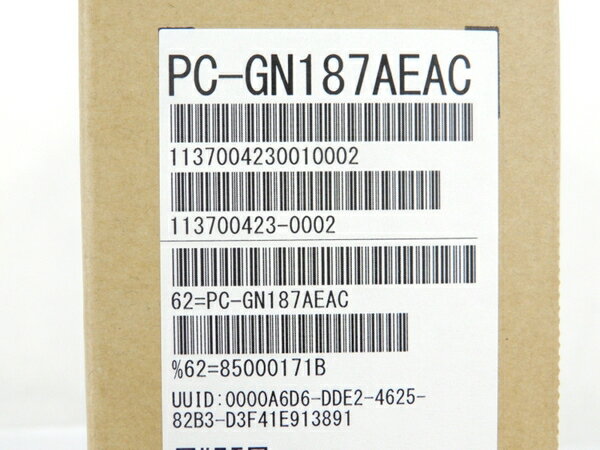 PC-GN187AEAC
1137004230010002
113700423-0002
62=PC-GN187AEAC
%62=85000171B
UUID:0000A6D6-DDE2-4625-
82B3-D3F41E913891